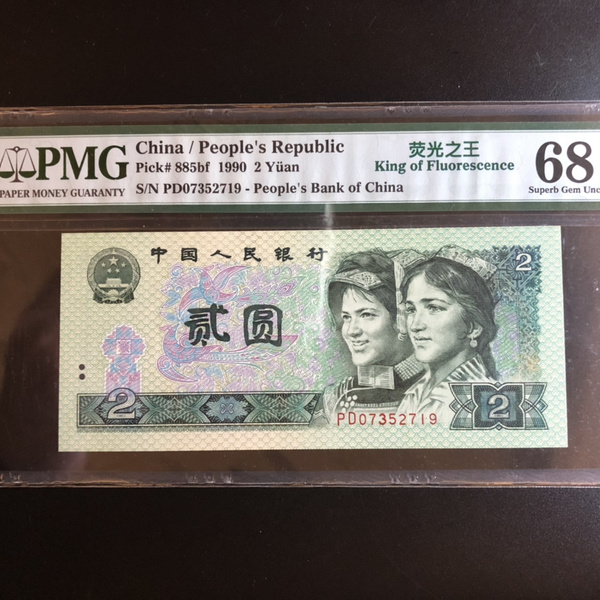 PMG
PAPER MONEY GUARANTY
China / People's Republic
Pick# 885bf 1990 2 Yüan
S/N PD07352719 - People's Bank of China
荧光之王
King of Fluorescence
68
Superb Gem Unc
中国人民银行
2
贰圆
2
PD07352719
2